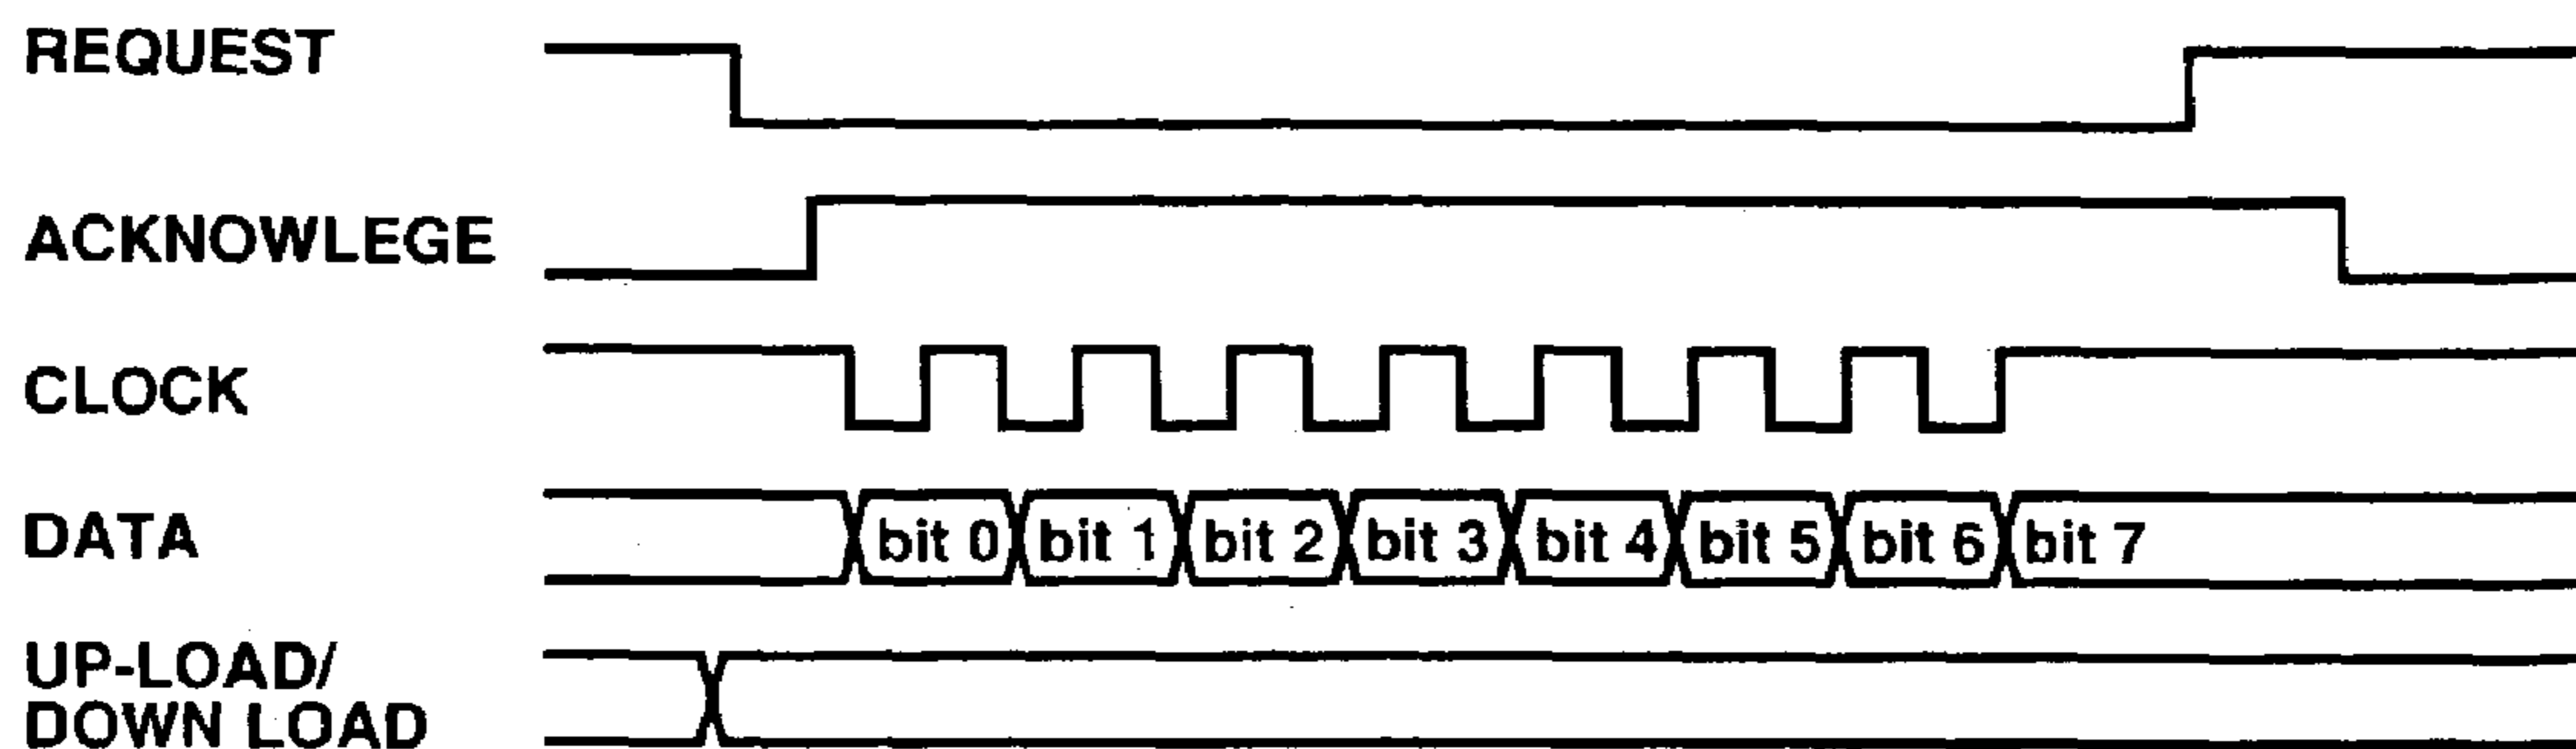 REQUEST
ACKNOWLEGE
CLOCK
DATA
bit 0 bit 1 bit 2 bit 3 bit 4 bit 5 bit 6 bit 7
UP-LOAD/
DOWN LOAD